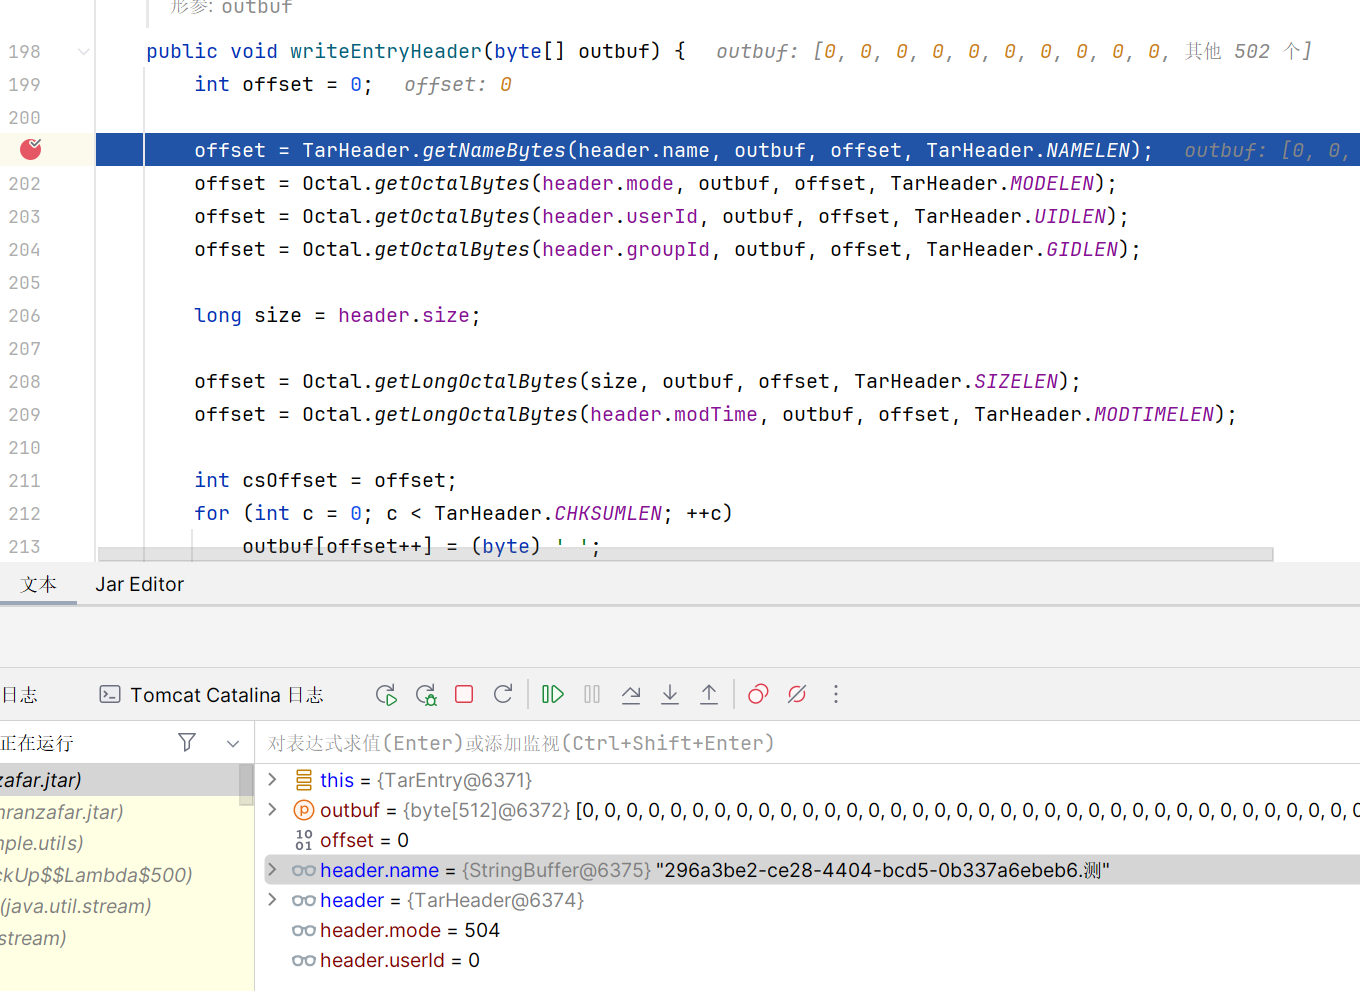 形参: outbuf
198 public void writeEntryHeader(byte[] outbuf) { outbuf: [0, 0, 0, 0, 0, 0, 0, 0, 0, 0, 其他 502 个]
199 int offset = 0; offset: 0
200
offset = TarHeader.getNameBytes(header.name, outbuf, offset, TarHeader.NAMELEN); outbuf: [0, 0,
202 offset = Octal.getOctalBytes(header.mode, outbuf, offset, TarHeader.MODELEN);
203 offset = Octal.getOctalBytes(header.userId, outbuf, offset, TarHeader.UIDLEN);
204 offset = Octal.getOctalBytes(header.groupId, outbuf, offset, TarHeader.GIDLEN);
205
206 long size = header.size;
207
208 offset = Octal.getLongOctalBytes(size, outbuf, offset, TarHeader.SIZELEN);
209 offset = Octal.getLongOctalBytes(header.modTime, outbuf, offset, TarHeader.MODTIMELEN);
210
211 int csOffset = offset;
212 for (int c = 0; c < TarHeader.CHKSUMLEN; ++c)
213 outbuf[offset++] = (byte) ' ';
文本 Jar Editor
日志 Tomcat Catalina 日志
正在运行 对表达式求值(Enter)或添加监视(Ctrl+Shift+Enter)
zafar.jtar) this = {TarEntry@6371}
nranzafar.jtar) outbuf = {byte[512]@6372} [0, 0, 0, 0, 0, 0, 0, 0, 0, 0, 0, 0, 0, 0, 0, 0, 0, 0, 0, 0, 0, 0, 0, 0, 0, 0, 0, 0, 0, 0, 0, 0, 0, 0, 0, 0
nple.utils) offset = 0
ckUp$$Lambda$500) header.name = {StringBuffer@6375} "296a3be2-ce28-4404-bcd5-0b337a6ebeb6.测"
(java.util.stream) header = {TarHeader@6374}
stream) header.mode = 504
header.userId = 0